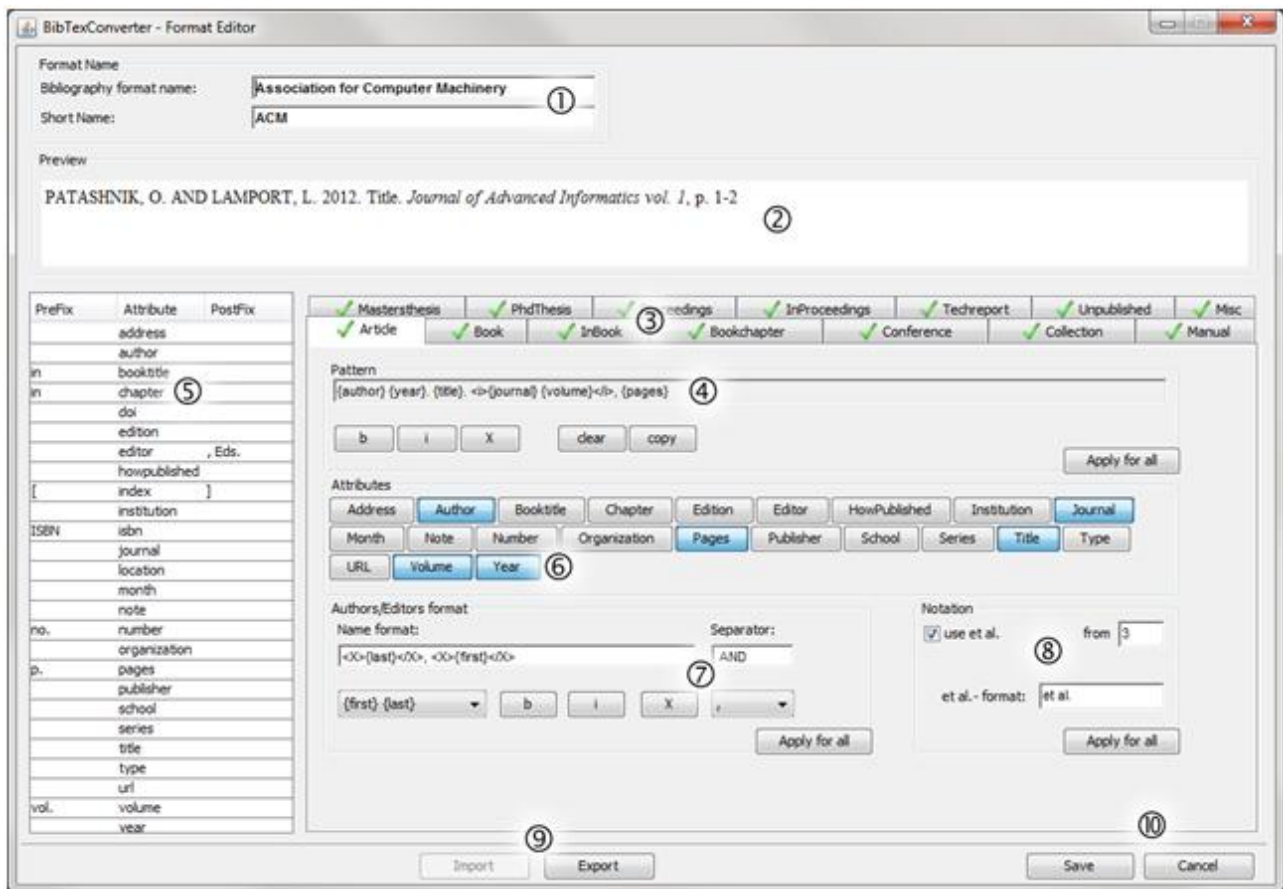 BibTexConverter - Format Editor
Format Name
Bibliography format name: Association for Computer Machinery
①
Short Name: ACM
Preview
PATASHNIK, O. AND LAMPORT, L. 2012. Title. Journal of Advanced Informatics vol. 1, p. 1-2
②
PreFix Attribute PostFix
address
author
in booktitle
in chapter
⑤
doi
edition
editor , Eds.
howpublished
[ index ]
institution
ISBN isbn
journal
location
month
note
no. number
organization
p. pages
publisher
school
series
title
type
url
vol. volume
year
Mastersthesis PhdThesis eedings InProceedings Techreport Unpublished Misc
③
Article Book InBook Bookchapter Conference Collection Manual
Pattern
{author} {year}. {title}. <i>{journal} {volume}</i>, {pages}
④
b i X clear copy
Apply for all
Attributes
Address Author Booktitle Chapter Edition Editor HowPublished Institution Journal
Month Note Number Organization Pages Publisher School Series Title Type
URL Volume Year
⑥
Authors/Editors format
Name format: Separator:
<X>{last}</X>, <X>{first}</X> AND
⑦
{first} {last} b i X ,
Apply for all
Notation
use et al. from 3
⑧
et al.- format: et al.
Apply for all
⑨
Import Export
⑩
Save Cancel